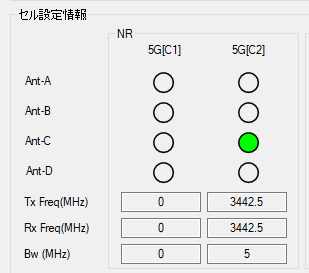 セル設定情報
NR
5G[C1] 5G[C2]
Ant-A
Ant-B
Ant-C
Ant-D
Tx Freq(MHz) 0 3442.5
Rx Freq(MHz) 0 3442.5
Bw (MHz) 0 5